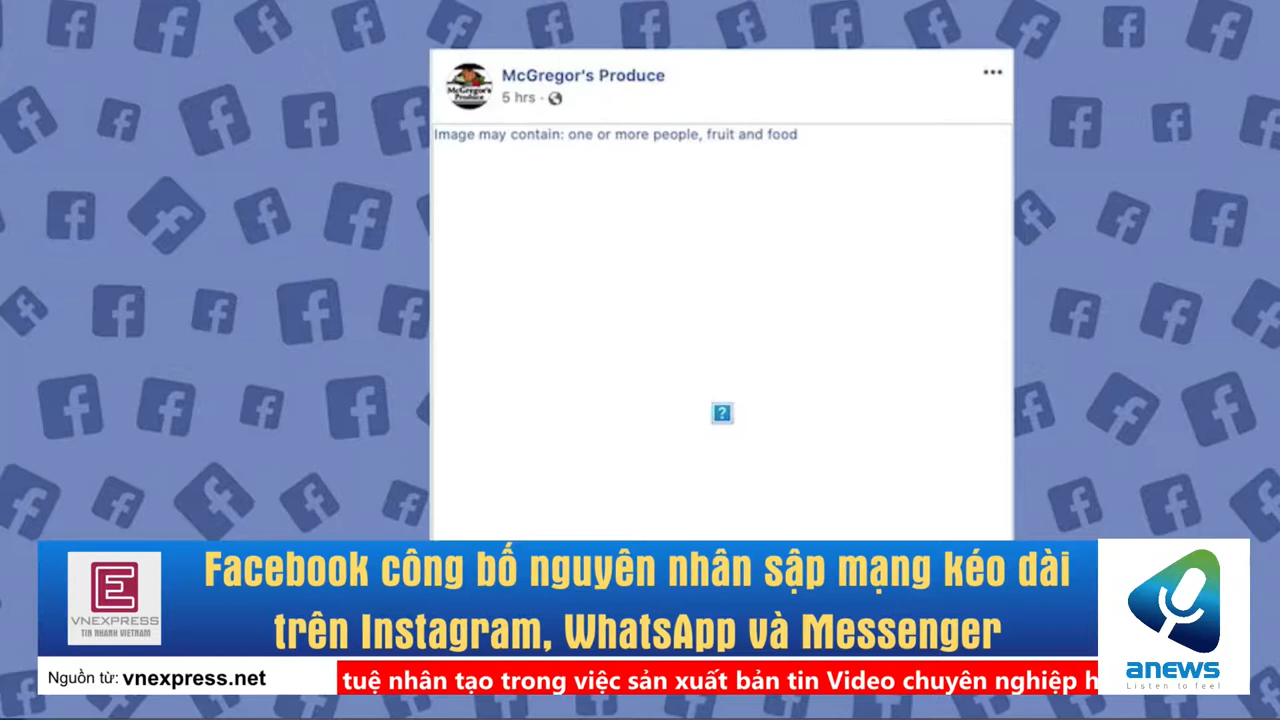 McGregor's Produce
5 hrs ·
Image may contain: one or more people, fruit and food
Facebook công bố nguyên nhân sập mạng kéo dài
trên Instagram, WhatsApp và Messenger
VNEXPRESS
TIN NHANH VIETNAM
Nguồn từ: vnexpress.net
tuệ nhân tạo trong việc sản xuất bản tin Video chuyên nghiệp h
anews
Listen to feel